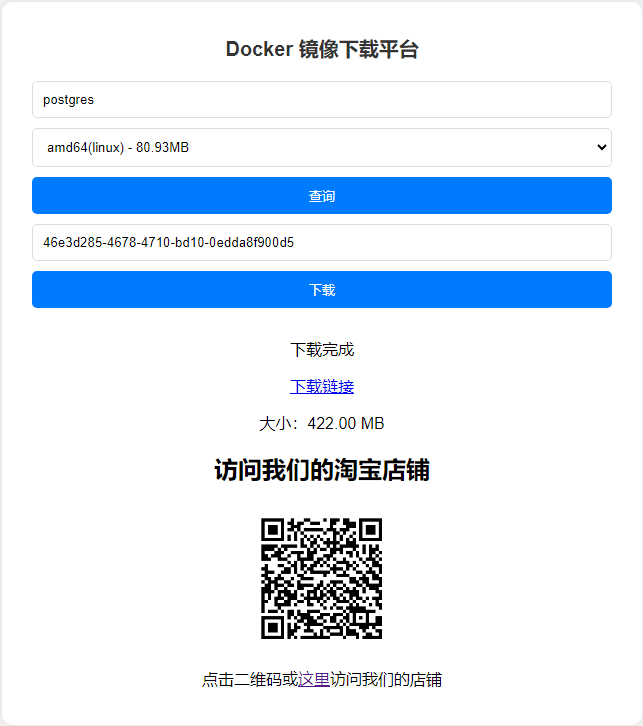 Docker 镜像下载平台
postgres
amd64(linux) - 80.93MB
查询
46e3d285-4678-4710-bd10-0edda8f900d5
下载
下载完成
下载链接
大小：422.00 MB
访问我们的淘宝店铺
点击二维码或这里访问我们的店铺